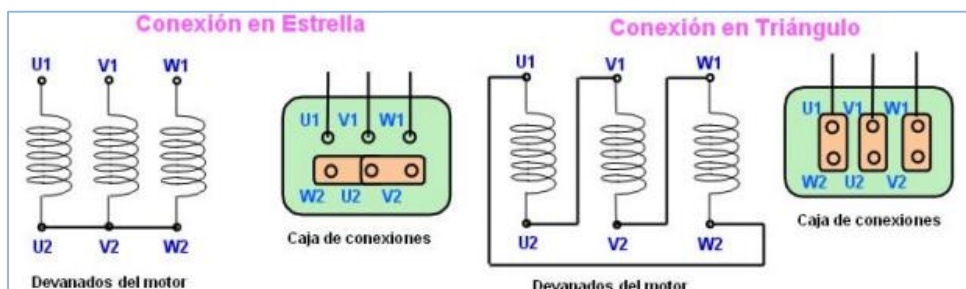 Conexión en Estrella
U1 V1 W1
U1 V1 W1
W2 U2 V2
Caja de conexiones
U2 V2 W2
Devanados del motor
Conexión en Triángulo
U1 V1 W1
U1 V1 W1
W2 U2 V2
Caja de conexiones
U2 V2 W2
Devanados del motor